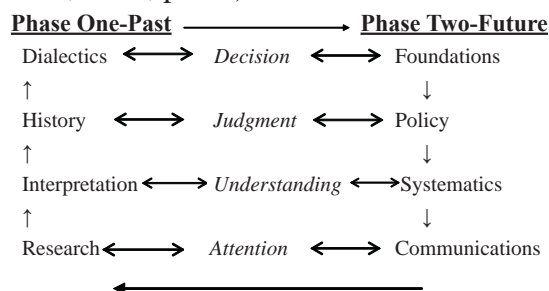 Phase One-Past Phase Two-Future
Dialectics Decision Foundations
↑ ↓
History Judgment Policy
↑ ↓
Interpretation Understanding Systematics
↑ ↓
Research Attention Communications